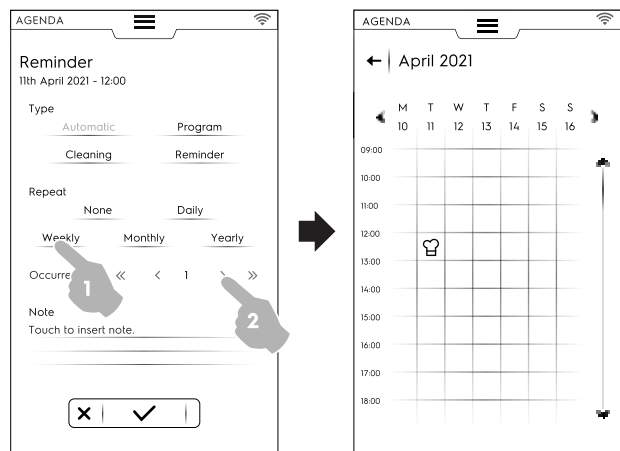 AGENDA
Reminder
11th April 2021 - 12:00
Type
Automatic Program
Cleaning Reminder
Repeat
None Daily
Weekly Monthly Yearly
1
Occurre « < 1 > »
2
Note
Touch to insert note.
AGENDA
April 2021
M T W T F S S
10 11 12 13 14 15 16
09:00
10:00
11:00
12:00
13:00
14:00
15:00
16:00
17:00
18:00